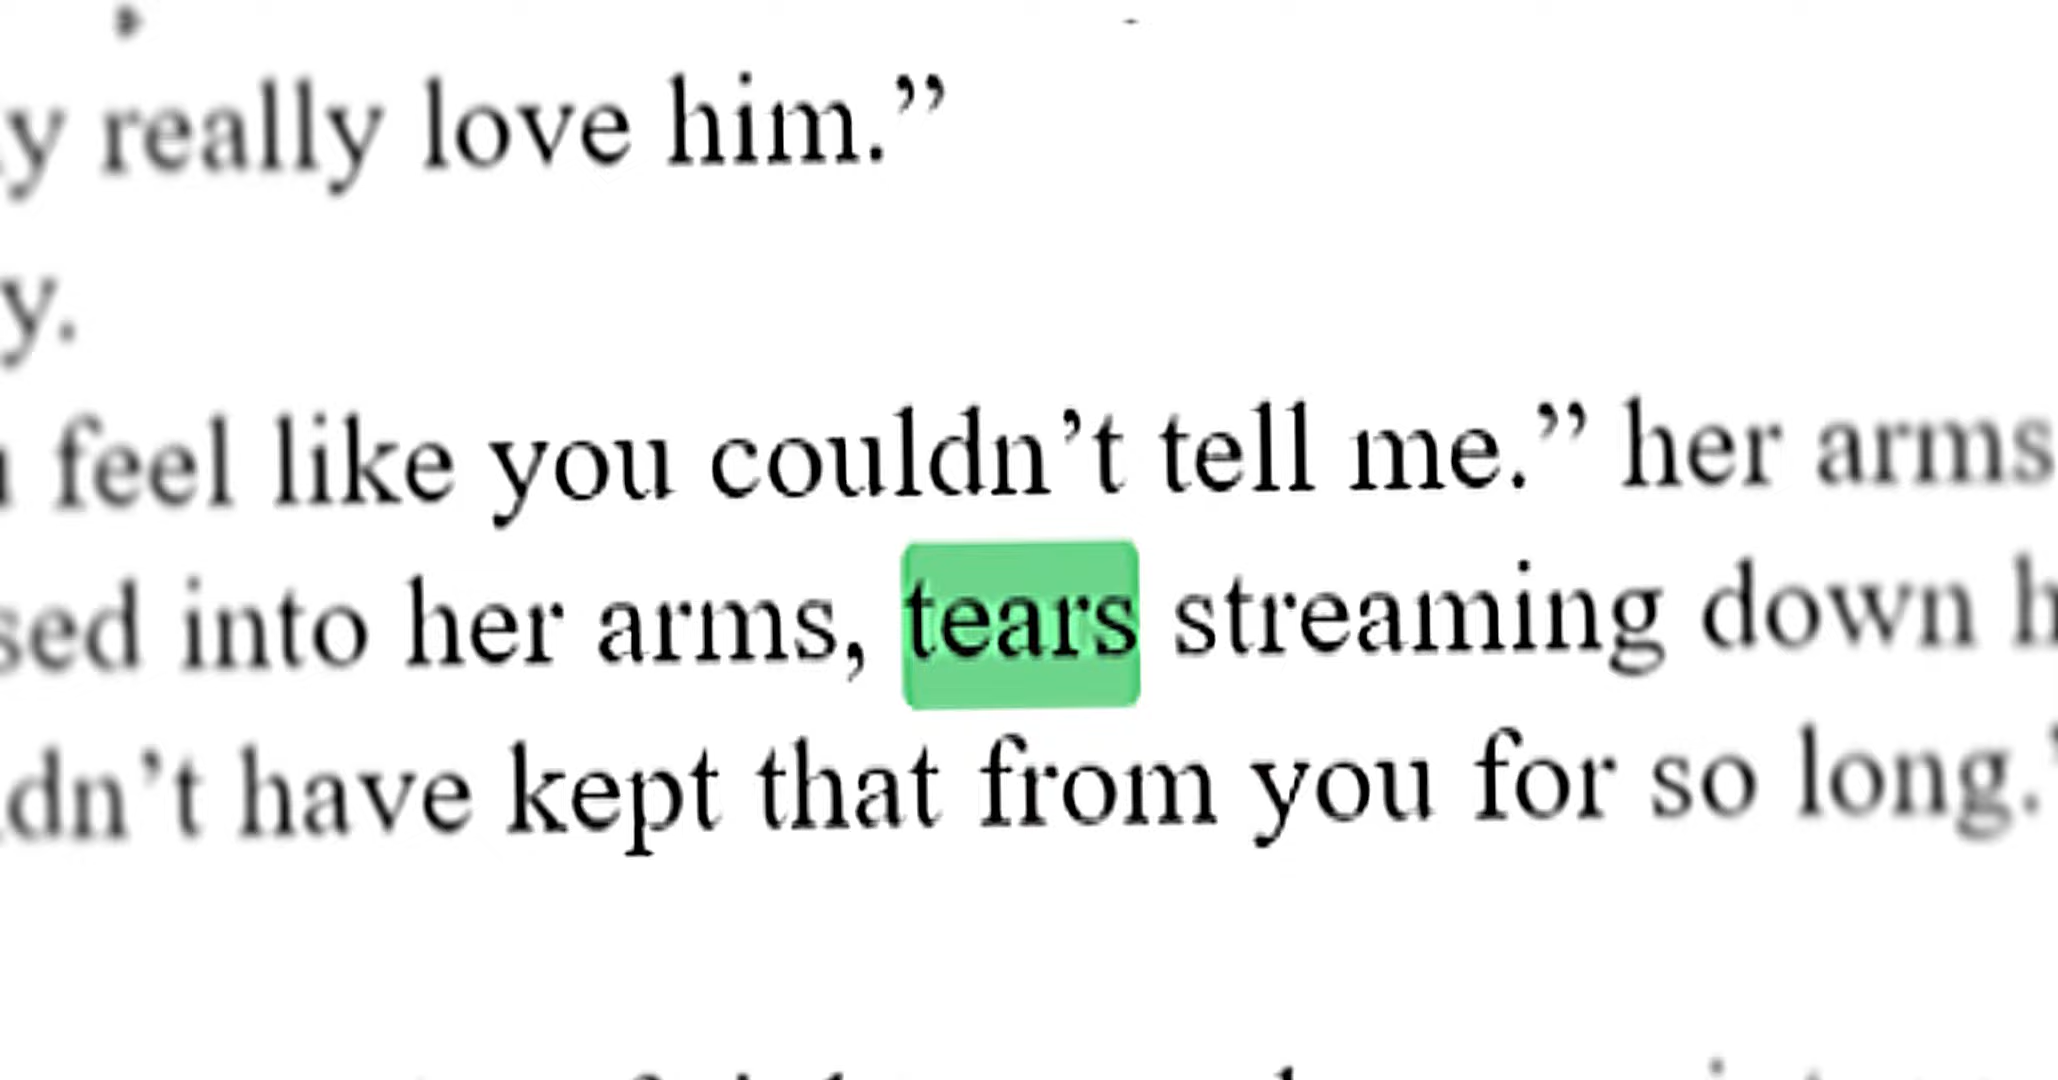 y really love him.”
y.
feel like you couldn’t tell me.” her arms
sed into her arms, tears streaming down h
dn’t have kept that from you for so long.”